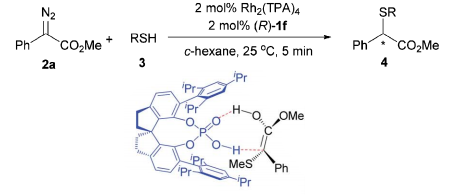 N₂ 2 mol% Rh₂(TPA)₄ SR
Ph CO₂Me + RSH 2 mol% (R)-1f Ph * CO₂Me
2a 3 c-hexane, 25 °C, 5 min 4
ⁱPr ⁱPr
ⁱPr
H O OMe
O O
P
O O H
MeS Ph
ⁱPr
ⁱPr ⁱPr